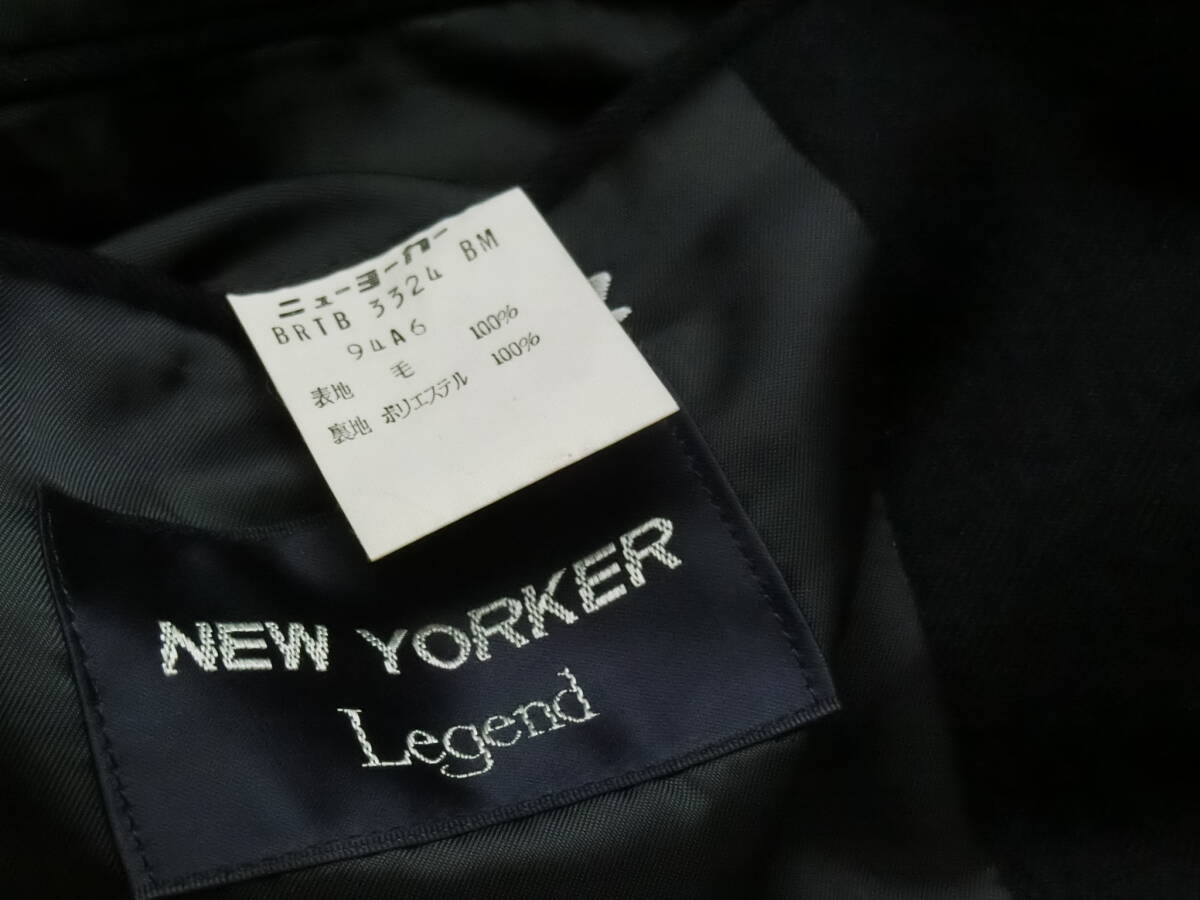 ニューヨーカー
BRTB 3324 BM
94A6
表地 毛 100%
裏地 ポリエステル 100%
NEW YORKER
Legend